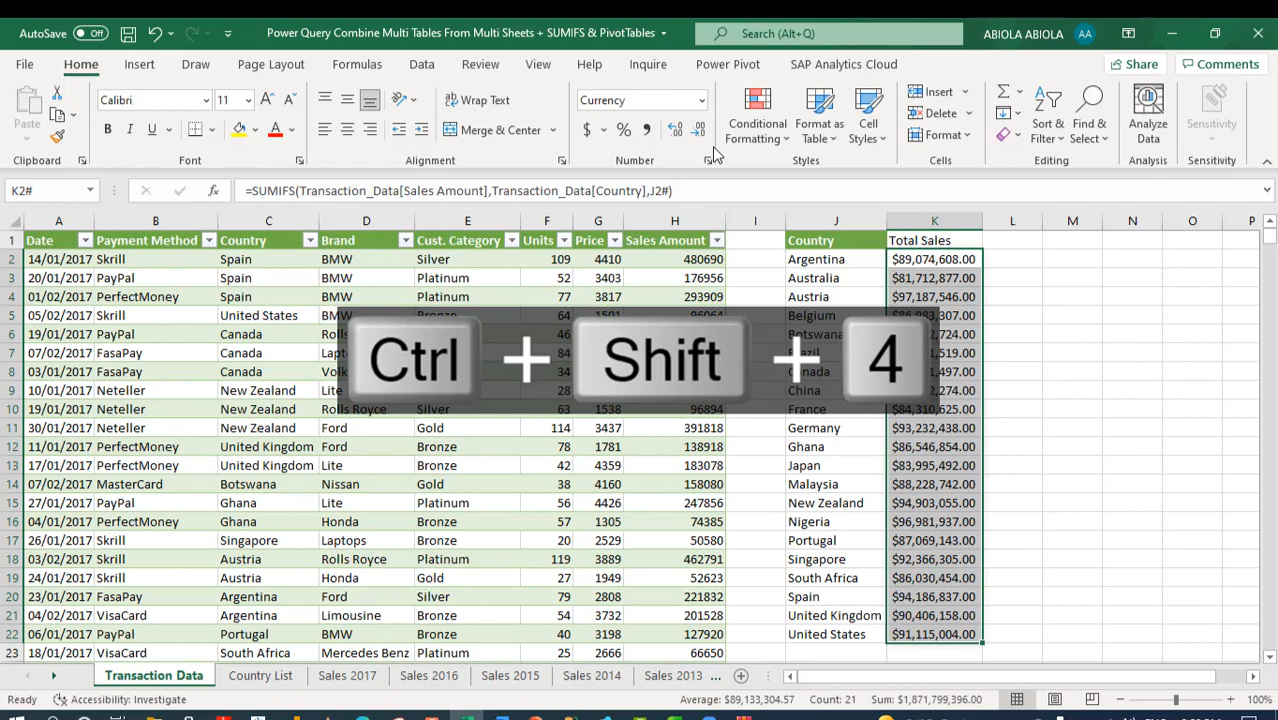 AutoSave Off Power Query Combine Multi Tables From Multi Sheets + SUMIFS & PivotTables Search (Alt+Q) ABIOLA ABIOLA AA
File Home Insert Draw Page Layout Formulas Data Review View Help Inquire Power Pivot SAP Analytics Cloud Share Comments
Calibri 11 A A Wrap Text Currency Insert
Paste B I U A Merge & Center $ % Conditional Formatting Format as Table Cell Styles Delete Sort & Filter Find & Select Analyze Data Sensitivity
Format
Clipboard Font Alignment Number Styles Cells Editing Analysis Sensitivity
K2# fx =SUMIFS(Transaction_Data[Sales Amount],Transaction_Data[Country],J2#)
A B C D E F G H I J K L M N O P
1 Date Payment Method Country Brand Cust. Category Units Price Sales Amount Country Total Sales
2 14/01/2017 Skrill Spain BMW Silver 109 4410 480690 Argentina $89,074,608.00
3 20/01/2017 PayPal Spain BMW Platinum 52 3403 176956 Australia $81,712,877.00
4 01/02/2017 PerfectMoney Spain BMW Platinum 77 3817 293909 Austria $97,187,546.00
5 02/02/2017 Skrill United States BMW Bronze 64 1501 96064 Belgium $86,983,307.00
6 19/01/2017 PayPal Canada Rolls 46 Botswana 2,724.00
7 07/02/2017 FasaPay Canada Lapt 84 Brazil 1,519.00
8 03/01/2017 FasaPay Canada Volk Canada 1,497.00
9 10/01/2017 Neteller New Zealand Lite 28 China 2,274.00
10 19/01/2017 Neteller New Zealand Rolls Royce Silver 63 1538 96894 France $84,310,625.00
11 30/01/2017 Neteller New Zealand Ford Gold 114 3437 391818 Germany $93,232,438.00
12 11/01/2017 PerfectMoney United Kingdom Ford Bronze 78 1781 138918 Ghana $86,546,854.00
13 17/01/2017 PerfectMoney United Kingdom Lite Bronze 42 4359 183078 Japan $83,995,492.00
14 07/02/2017 MasterCard Botswana Nissan Gold 38 4160 158080 Malaysia $88,228,742.00
15 27/01/2017 PayPal Ghana Lite Platinum 56 4426 247856 New Zealand $94,903,055.00
16 04/01/2017 PerfectMoney Ghana Honda Bronze 57 1305 74385 Nigeria $96,981,937.00
17 26/01/2017 Skrill Singapore Laptops Bronze 20 2529 50580 Portugal $87,069,143.00
18 03/02/2017 Skrill Austria Rolls Royce Platinum 119 3889 462791 Singapore $92,366,305.00
19 24/01/2017 Skrill Austria Honda Gold 27 1949 52623 South Africa $86,030,454.00
20 23/01/2017 FasaPay Argentina Ford Silver 79 2808 221832 Spain $94,186,837.00
21 04/02/2017 VisaCard Argentina Limousine Bronze 54 3732 201528 United Kingdom $90,406,158.00
22 06/01/2017 PayPal Portugal BMW Bronze 40 3198 127920 United States $91,115,004.00
23 18/01/2017 VisaCard South Africa Mercedes Benz Platinum 25 2666 66650
Ctrl + Shift + 4
Transaction Data Country List Sales 2017 Sales 2016 Sales 2015 Sales 2014 Sales 2013 ...
Ready Accessibility: Investigate Average: $89,133,304.57 Count: 21 Sum: $1,871,799,396.00 100%